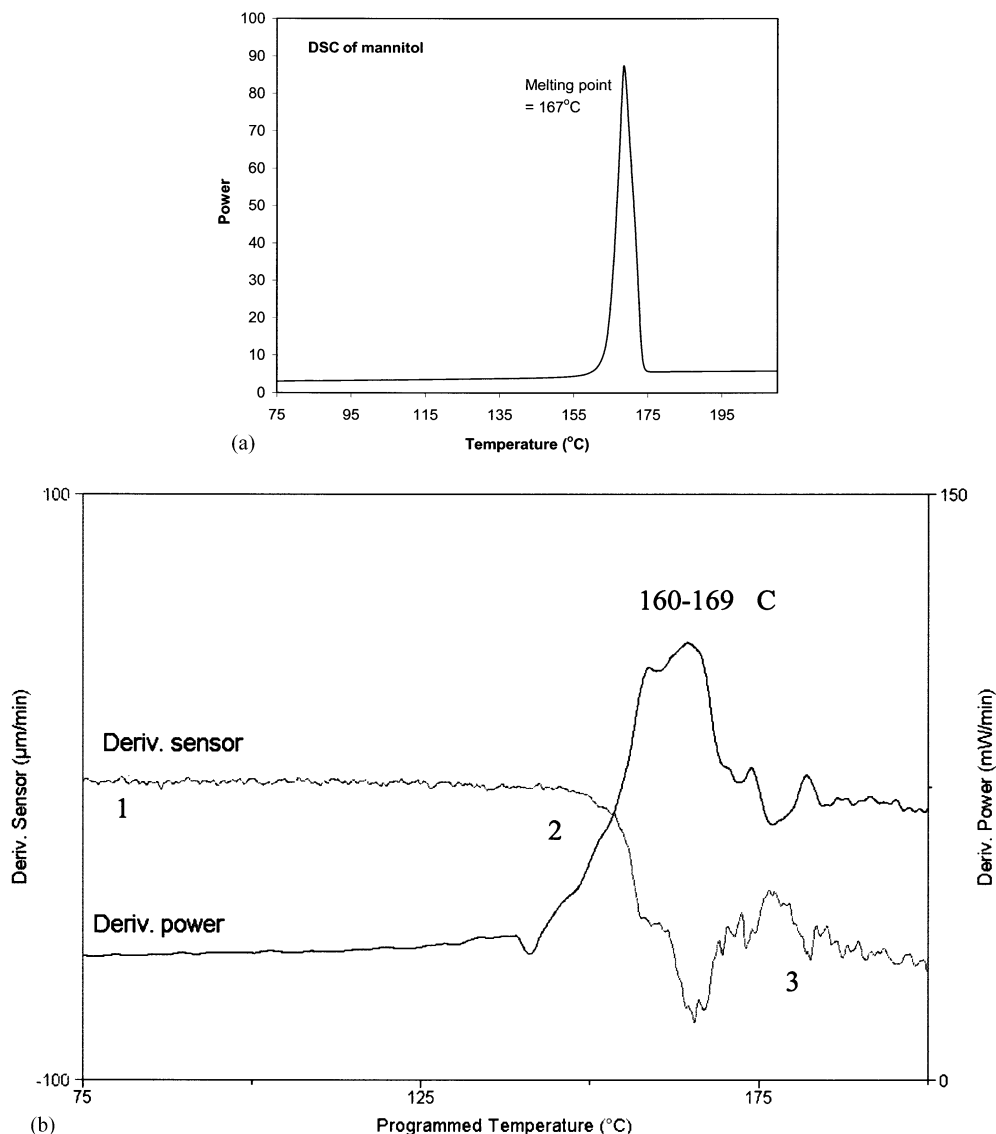 100
90
80
70
60
50
40
30
20
10
0
Power
DSC of mannitol
Melting point
= 167°C
75 95 115 135 155 175 195
Temperature (°C)
(a)
100
-100
Deriv. Sensor (µm/min)
150
0
Deriv. Power (mW/min)
160-169 C
Deriv. sensor
1
2
Deriv. power
3
75 125 175
Programmed Temperature (°C)
(b)